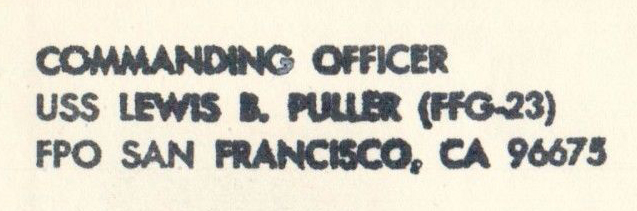 COMMANDING OFFICER
USS LEWIS B. PULLER (FFG-23)
FPO SAN FRANCISCO, CA 96675